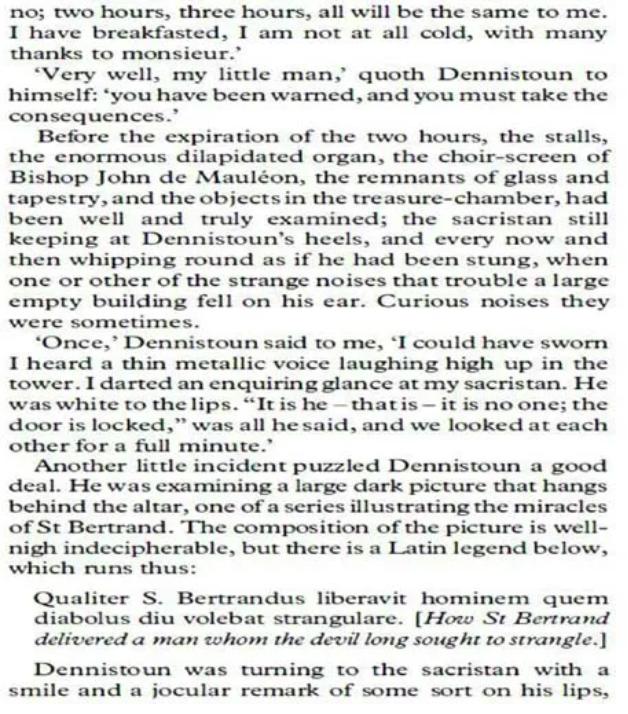 no; two hours, three hours, all will be the same to me.
I have breakfasted, I am not at all cold, with many
thanks to monsieur.’
‘Very well, my little man,’ quoth Dennistoun to
himself: ‘you have been warned, and you must take the
consequences.’
Before the expiration of the two hours, the stalls,
the enormous dilapidated organ, the choir-screen of
Bishop John de Mauléon, the remnants of glass and
tapestry, and the objects in the treasure-chamber, had
been well and truly examined; the sacristan still
keeping at Dennistoun’s heels, and every now and
then whipping round as if he had been stung, when
one or other of the strange noises that trouble a large
empty building fell on his ear. Curious noises they
were sometimes.
‘Once,’ Dennistoun said to me, ‘I could have sworn
I heard a thin metallic voice laughing high up in the
tower. I darted an enquiring glance at my sacristan. He
was white to the lips. “It is he – that is – it is no one; the
door is locked,” was all he said, and we looked at each
other for a full minute.’
Another little incident puzzled Dennistoun a good
deal. He was examining a large dark picture that hangs
behind the altar, one of a series illustrating the miracles
of St Bertrand. The composition of the picture is well-
nigh indecipherable, but there is a Latin legend below,
which runs thus:
Qualiter S. Bertrandus liberavit hominem quem
diabolus diu volebat strangulare. [How St Bertrand
delivered a man whom the devil long sought to strangle.]
Dennistoun was turning to the sacristan with a
smile and a jocular remark of some sort on his lips,